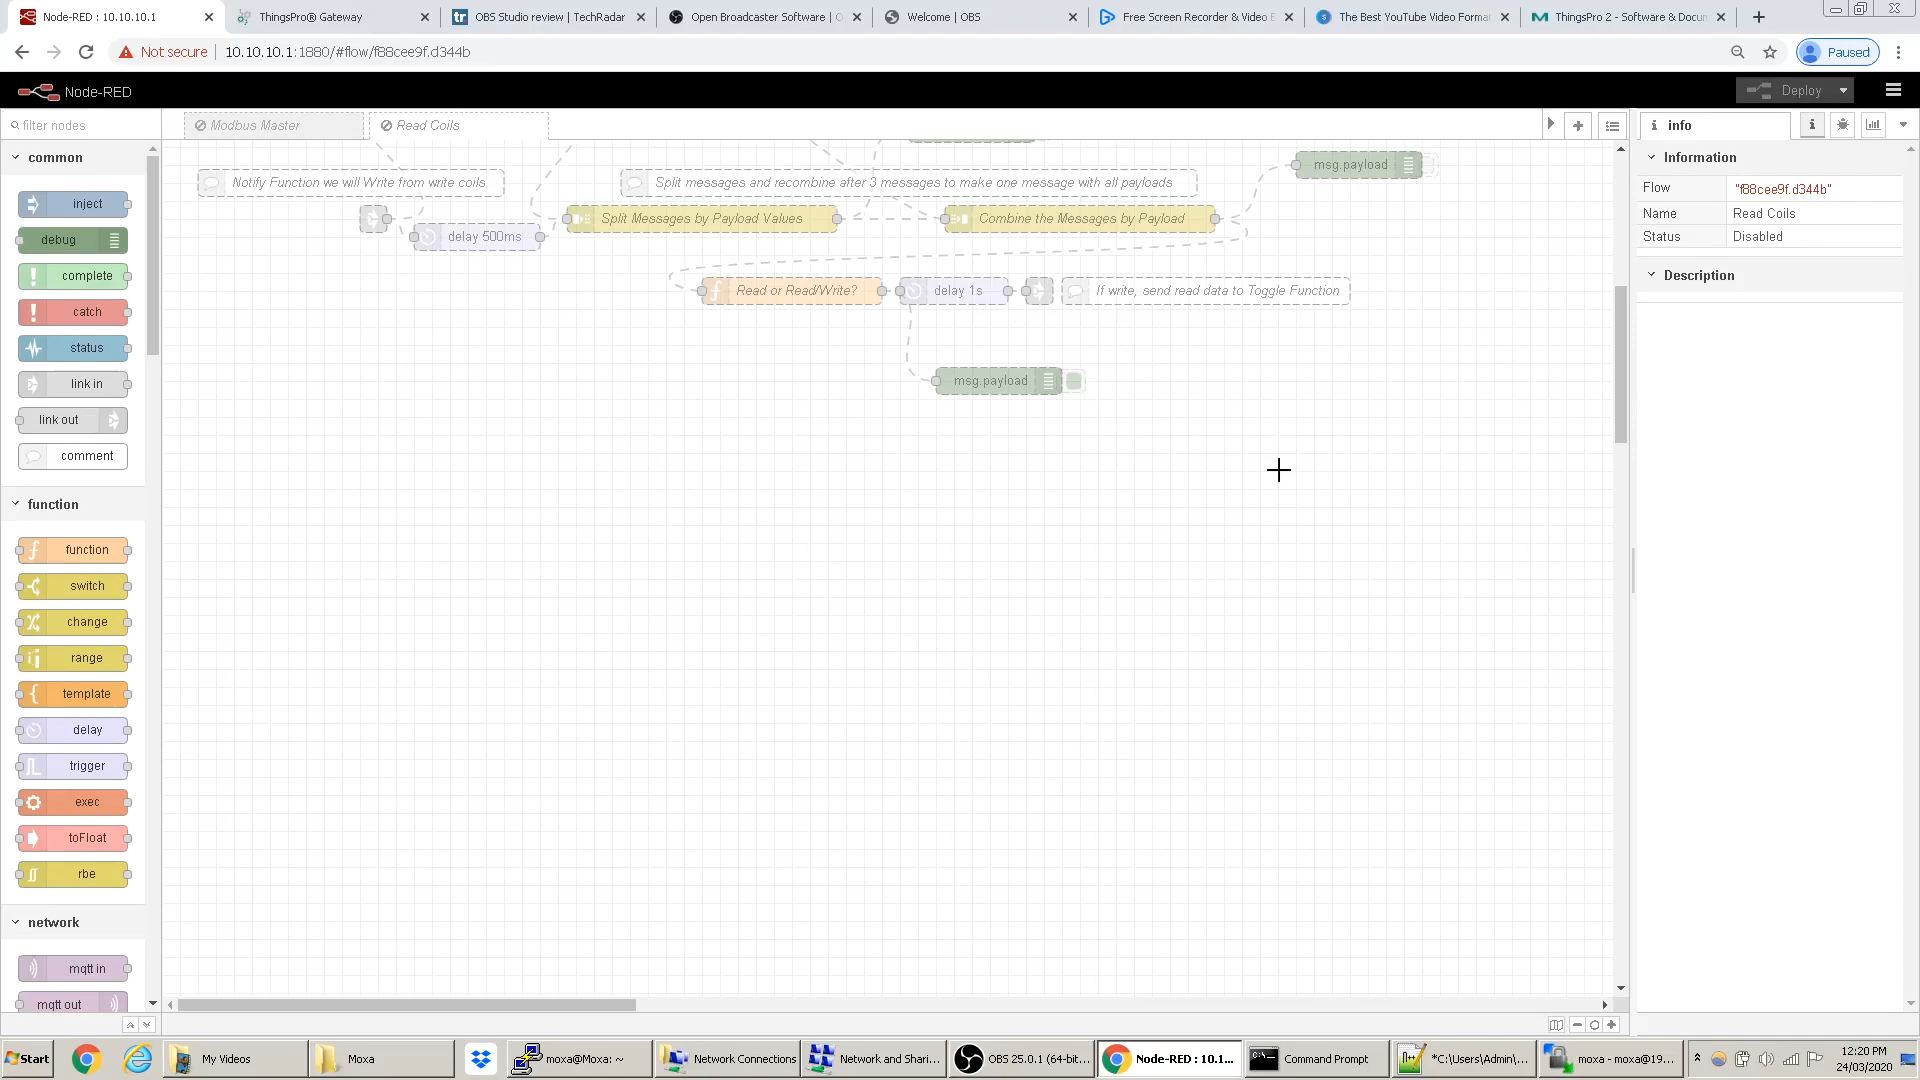 Node-RED : 10.10.10.1
ThingsPro® Gateway
OBS Studio review | TechRadar
Open Broadcaster Software |
Welcome | OBS
Free Screen Recorder & Video E
The Best YouTube Video Format
ThingsPro 2 - Software & Docum
Not secure
10.10.10.1:1880/#flow/f88cee9f.d344b
Paused
Node-RED
Deploy
filter nodes
Modbus Master
Read Coils
info
common
inject
debug
complete
catch
status
link in
link out
comment
function
function
switch
change
range
template
delay
trigger
exec
toFloat
rbe
network
mqtt in
mqtt out
msg.payload
Notify Function we will Write from write coils
Split messages and recombine after 3 messages to make one message with all payloads
delay 500ms
Split Messages by Payload Values
Combine the Messages by Payload
Read or Read/Write?
delay 1s
If write, send read data to Toggle Function
msg.payload
Information
Flow
"f88cee9f.d344b"
Name
Read Coils
Status
Disabled
Description
Start
My Videos
Moxa
moxa@Moxa: ~
Network Connections
Network and Shari...
OBS 25.0.1 (64-bit...
Node-RED : 10.1...
Command Prompt
*C:\Users\Admin\...
moxa - moxa@19...
12:20 PM
24/03/2020